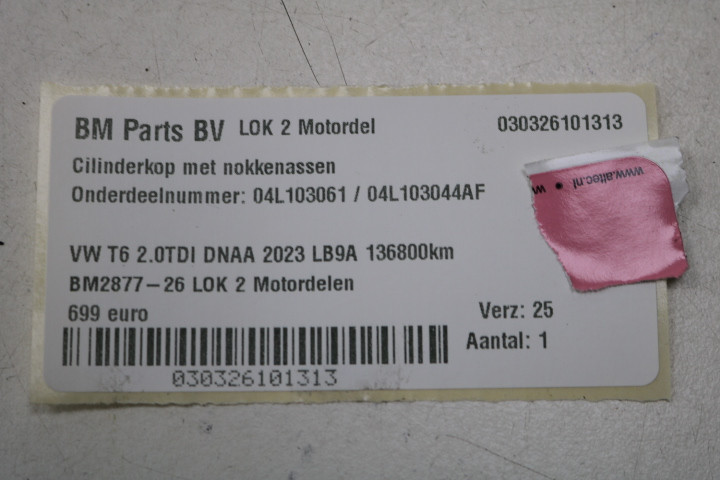 BM Parts BV LOK 2 Motordel 030326101313
Cilinderkop met nokkenassen
Onderdeelnummer: 04L103061 / 04L103044AF
www.altec.nl • w
VW T6 2.0TDI DNAA 2023 LB9A 136800km
BM2877-26 LOK 2 Motordelen
699 euro
Verz: 25
Aantal: 1
030326101313